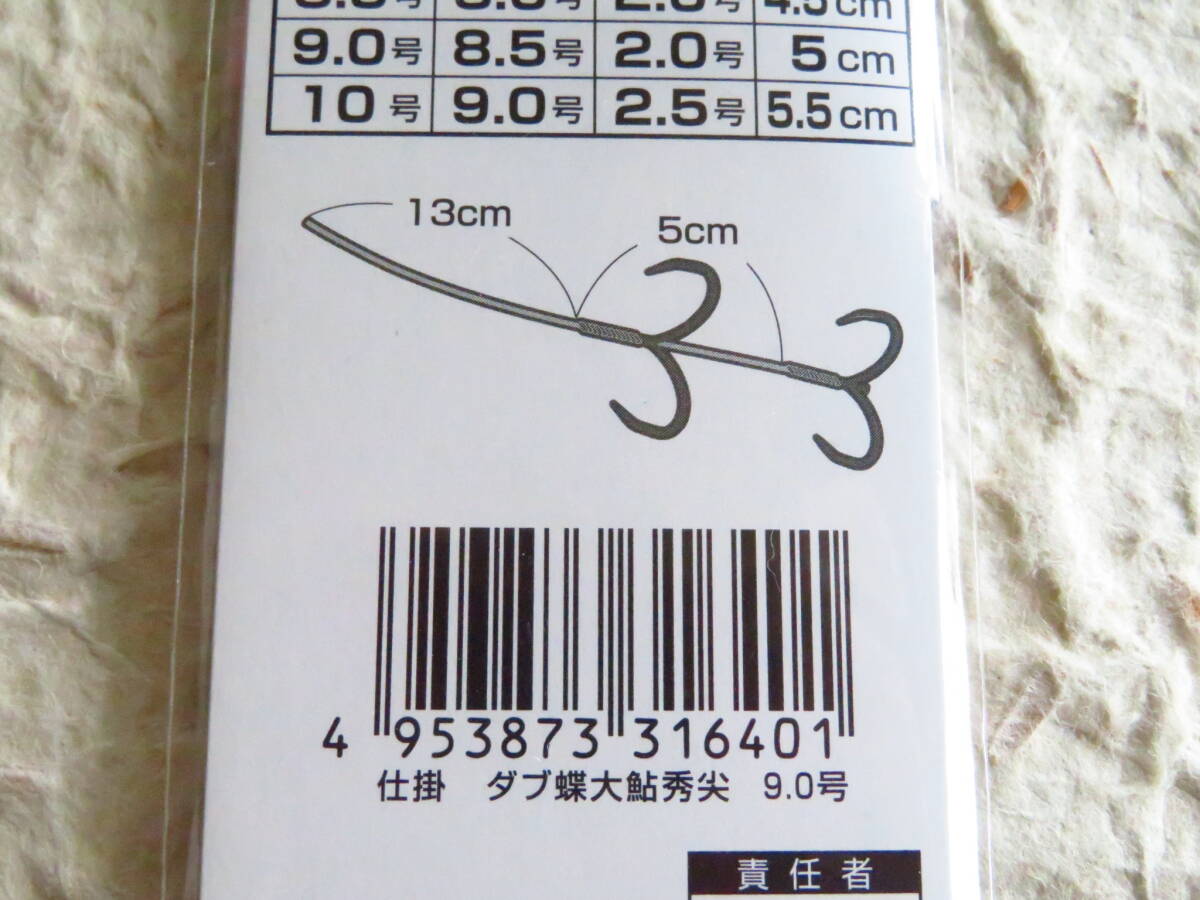 4.5cm
9.0号 8.5号 2.0号 5cm
10号 9.0号 2.5号 5.5cm
13cm
5cm
4 953873 316401
仕掛 ダブ蝶大鮎秀尖 9.0号
責任者